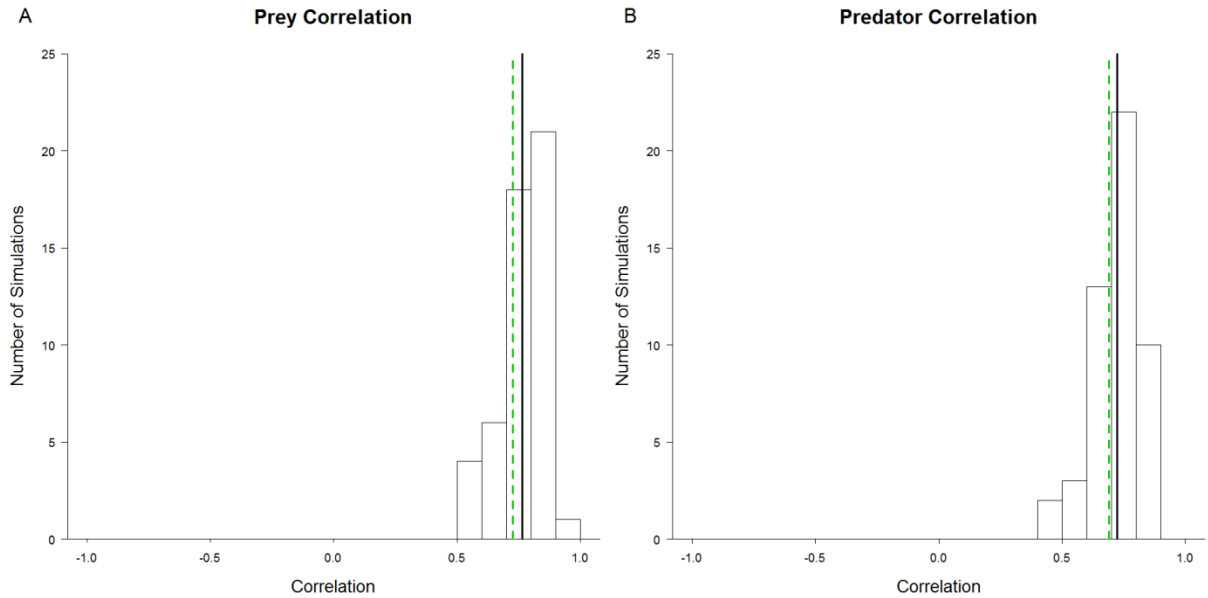 A
Prey Correlation
25
20
15
10
5
0
Number of Simulations
-1.0 -0.5 0.0 0.5 1.0
Correlation
B
Predator Correlation
25
20
15
10
5
0
Number of Simulations
-1.0 -0.5 0.0 0.5 1.0
Correlation